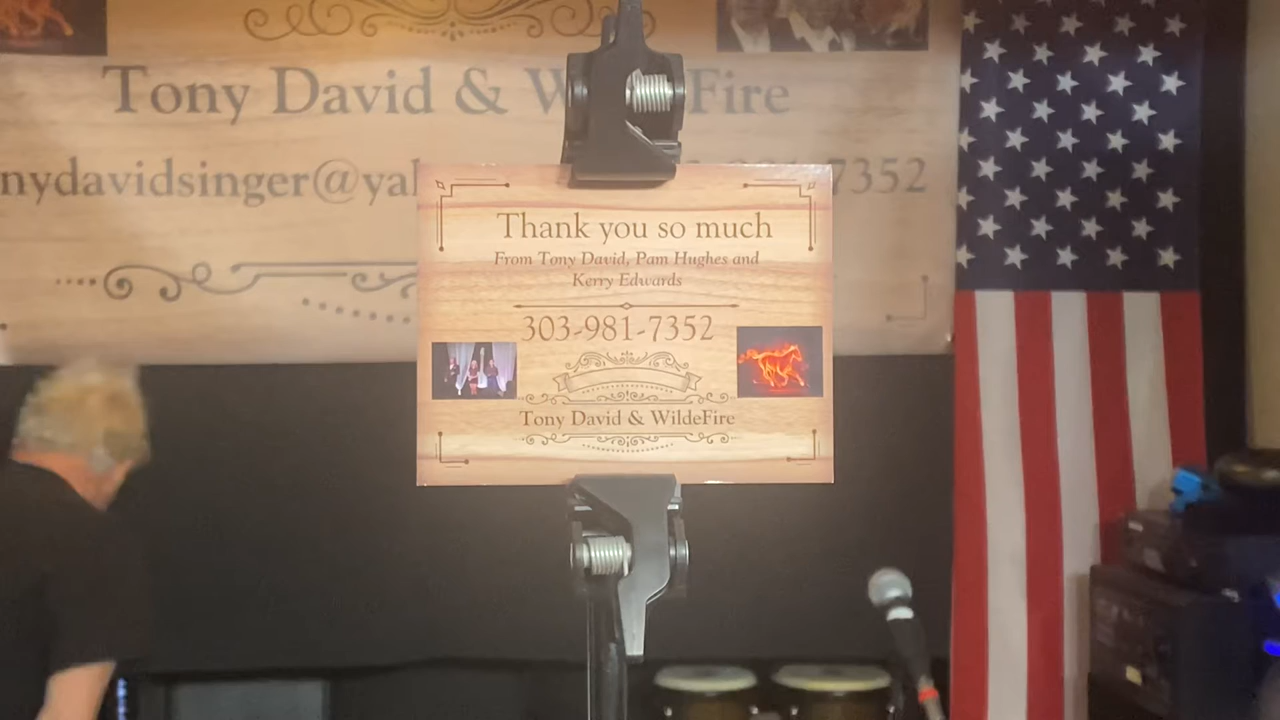 Tony David & W Fire
nydavidsinger@ya 7352
Thank you so much
From Tony David, Pam Hughes and
Kerry Edwards
303-981-7352
Tony David & WildeFire